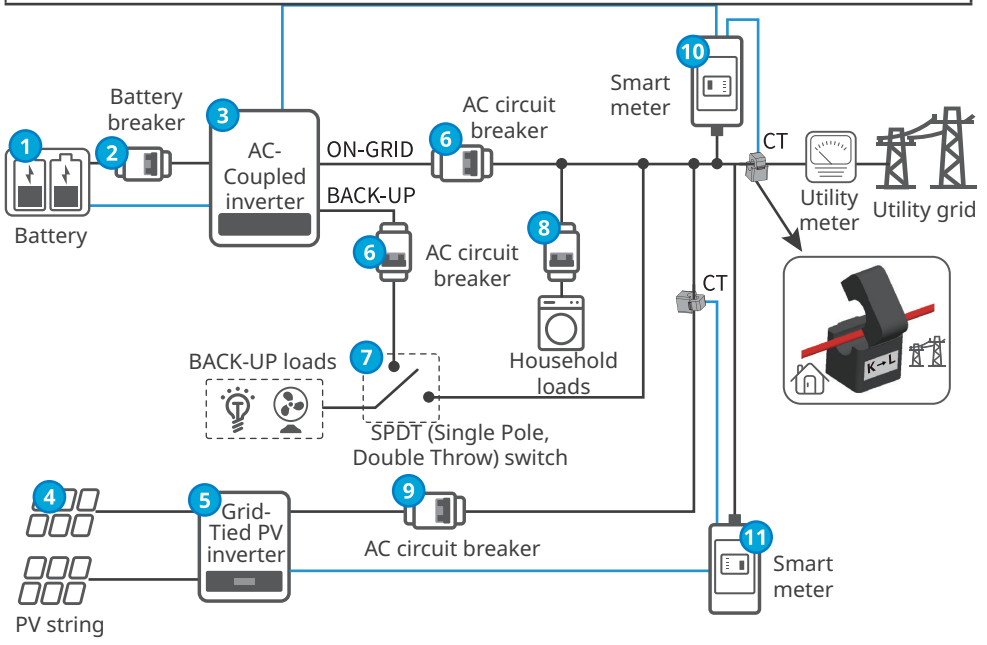 10
Smart
meter
Battery
breaker
3
AC circuit
breaker
CT
1
2
AC-
Coupled
inverter
ON-GRID
6
BACK-UP
Utility
meter
Utility grid
Battery
6
AC circuit
breaker
8
CT
K→L
BACK-UP loads
7
Household
loads
SPDT (Single Pole,
Double Throw) switch
4
5
Grid-
Tied PV
inverter
9
AC circuit breaker
11
Smart
meter
PV string